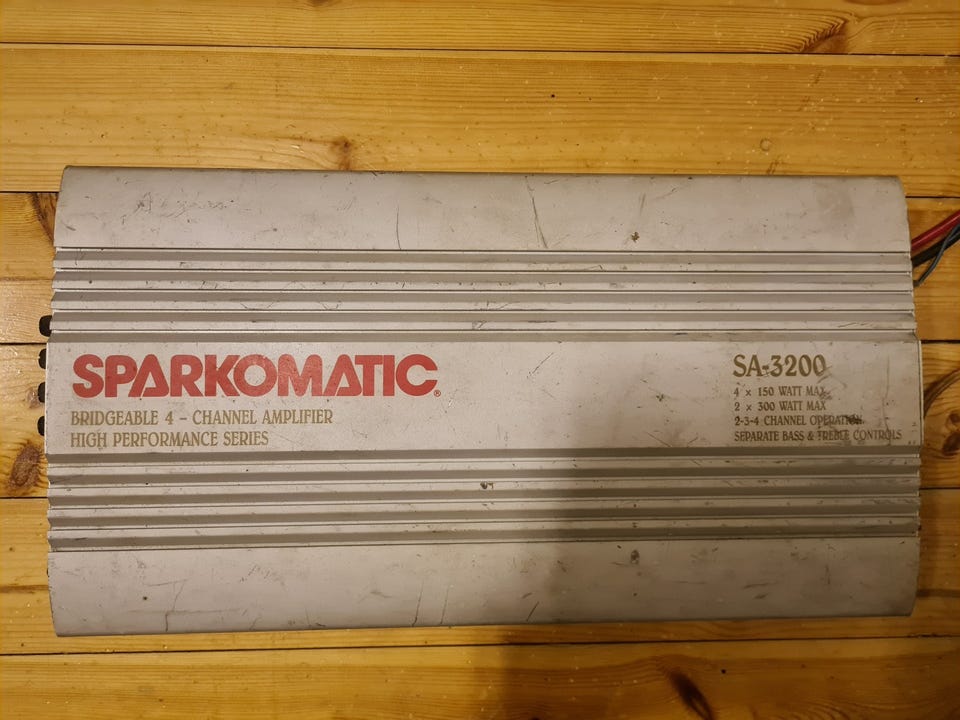 SPARKOMATIC®
BRIDGEABLE 4 - CHANNEL AMPLIFIER
HIGH PERFORMANCE SERIES
SA-3200
4 x 150 WATT MAX
2 x 300 WATT MAX
2-3-4 CHANNEL OPERATION
SEPARATE BASS & TREBLE CONTROLS